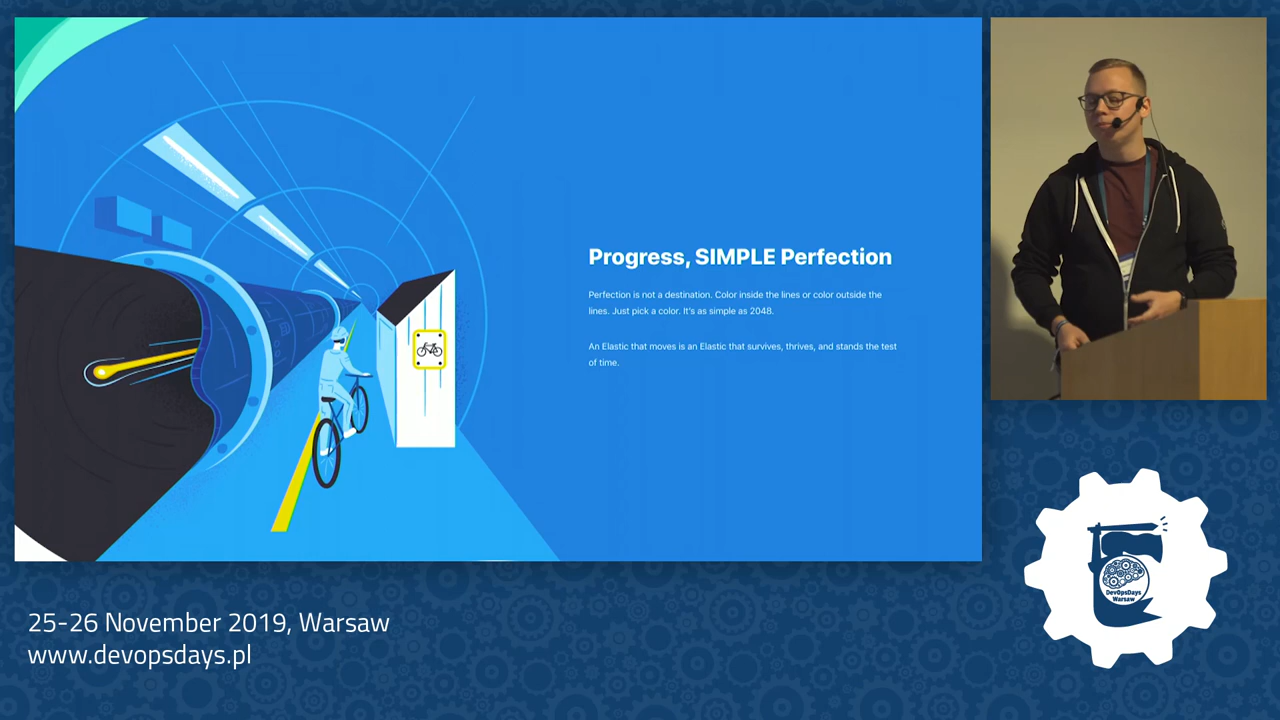 Progress, SIMPLE Perfection
Perfection is not a destination. Color inside the lines or color outside the
lines. Just pick a color. It's as simple as 2048.
An Elastic that moves is an Elastic that survives, thrives, and stands the test
of time.
DevOpsDays
Warsaw
25-26 November 2019, Warsaw
www.devopsdays.pl